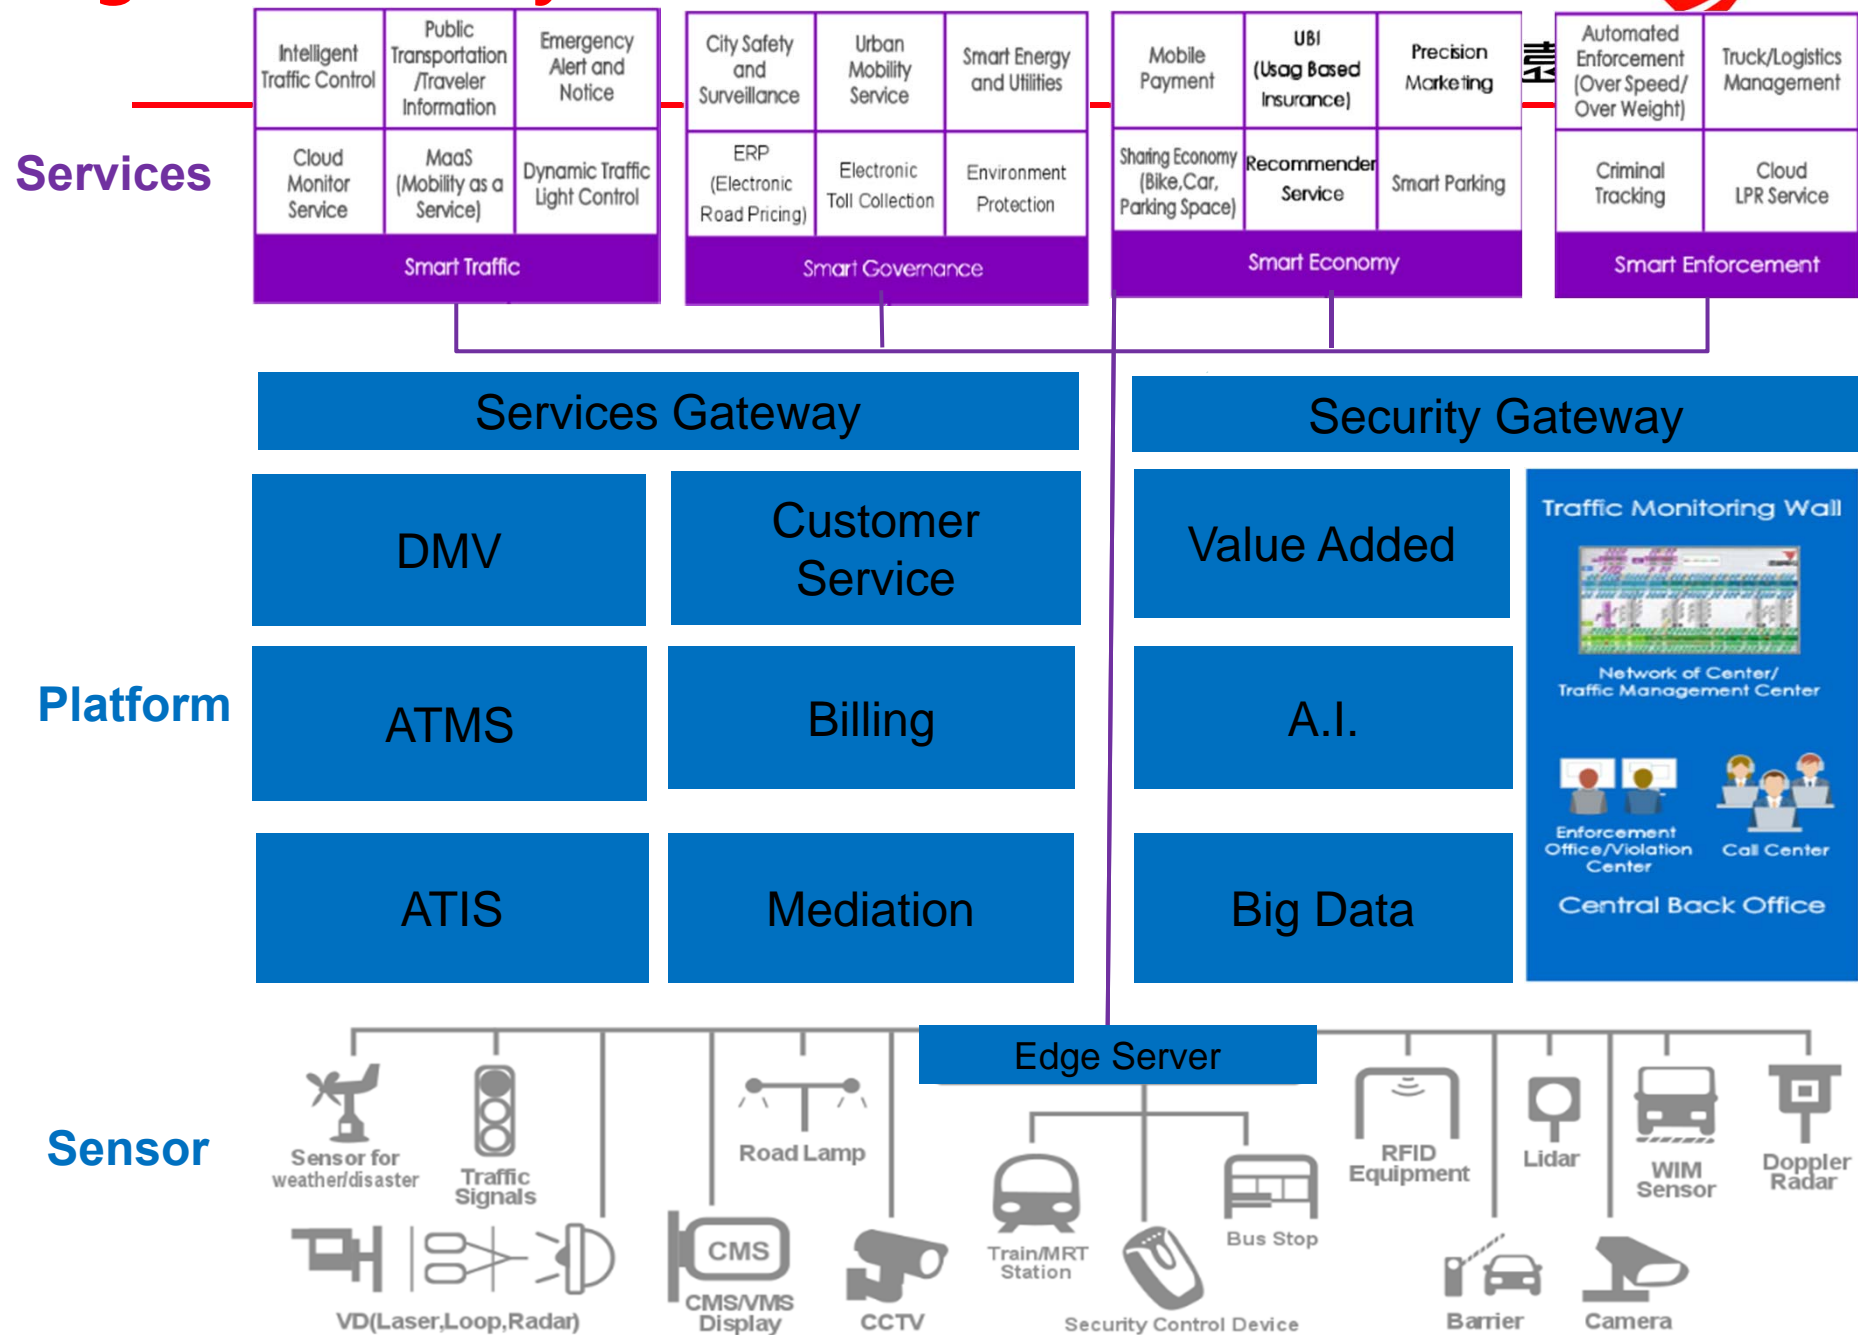 Intelligent
Traffic Control
Public
Transportation
/Traveler
Information
Emergency
Alert and
Notice
City Safety
and
Surveillance
Urban
Mobility
Service
Smart Energy
and Utilities
Mobile
Payment
UBI
(Usag Based
Insurance)
Precision
Marketing
Automated
Enforcement
(Over Speed/
Over Weight)
Truck/Logistics
Management
Services
Cloud
Monitor
Service
MaaS
(Mobility as a
Service)
Dynamic Traffic
Light Control
ERP
(Electronic
Road Pricing)
Electronic
Toll Collection
Environment
Protection
Sharing Economy
(Bike,Car,
Parking Space)
Recommender
Service
Smart Parking
Criminal
Tracking
Cloud
LPR Service
Smart Traffic
Smart Governance
Smart Economy
Smart Enforcement
Services Gateway
Security Gateway
DMV
Customer
Service
Value Added
Traffic Monitoring Wall
Network of Center/
Traffic Management Center
Platform
ATMS
Billing
A.I.
Enforcement
Office/Violation
Center
Call Center
ATIS
Mediation
Big Data
Central Back Office
Edge Server
Sensor
Sensor for
weather/disaster
Traffic
Signals
Road Lamp
RFID
Equipment
Lidar
WIM
Sensor
Doppler
Radar
VD(Laser,Loop,Radar)
CMS
CMS/VMS
Display
CCTV
Train/MRT
Station
Security Control Device
Bus Stop
Barrier
Camera